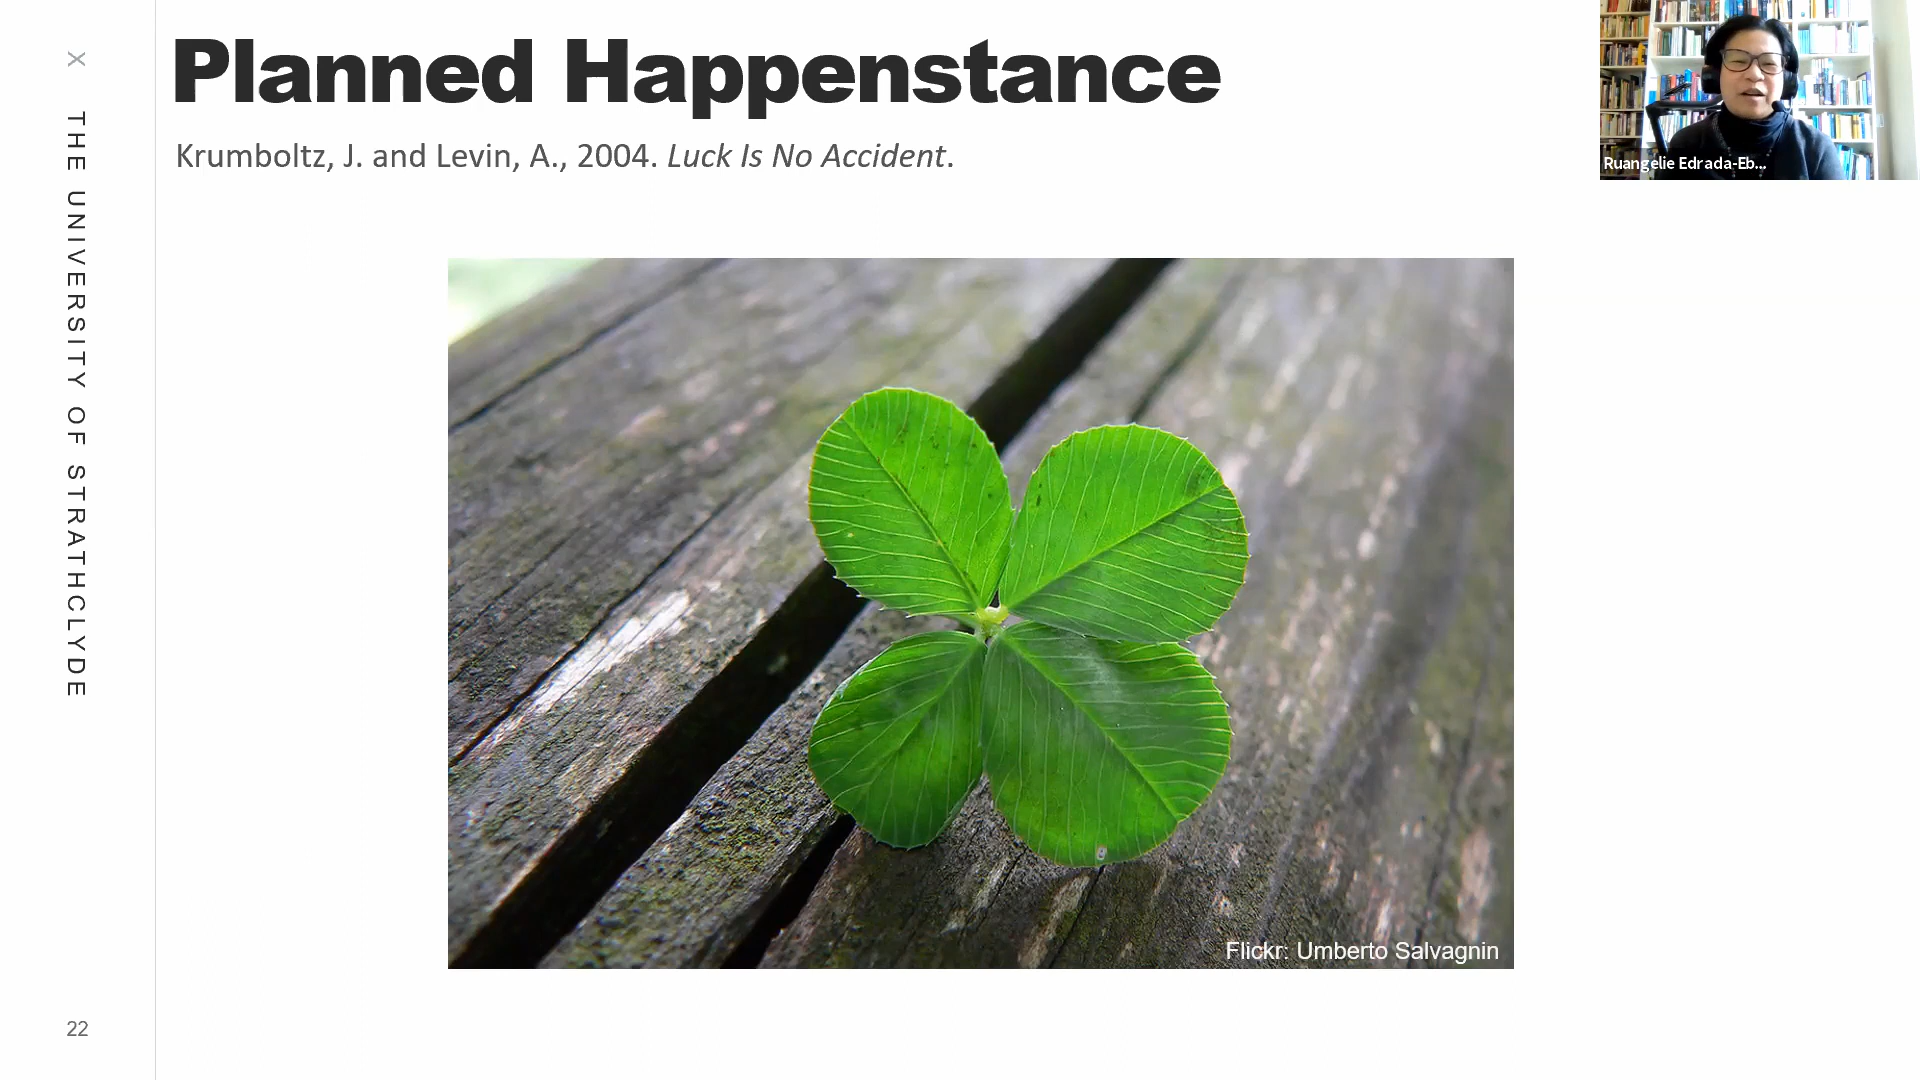 Planned Happenstance
Krumboltz, J. and Levin, A., 2004. Luck Is No Accident.
X THE UNIVERSITY OF STRATHCLYDE
Ruangelie Edrada-Eb...
Flickr: Umberto Salvagnin
22